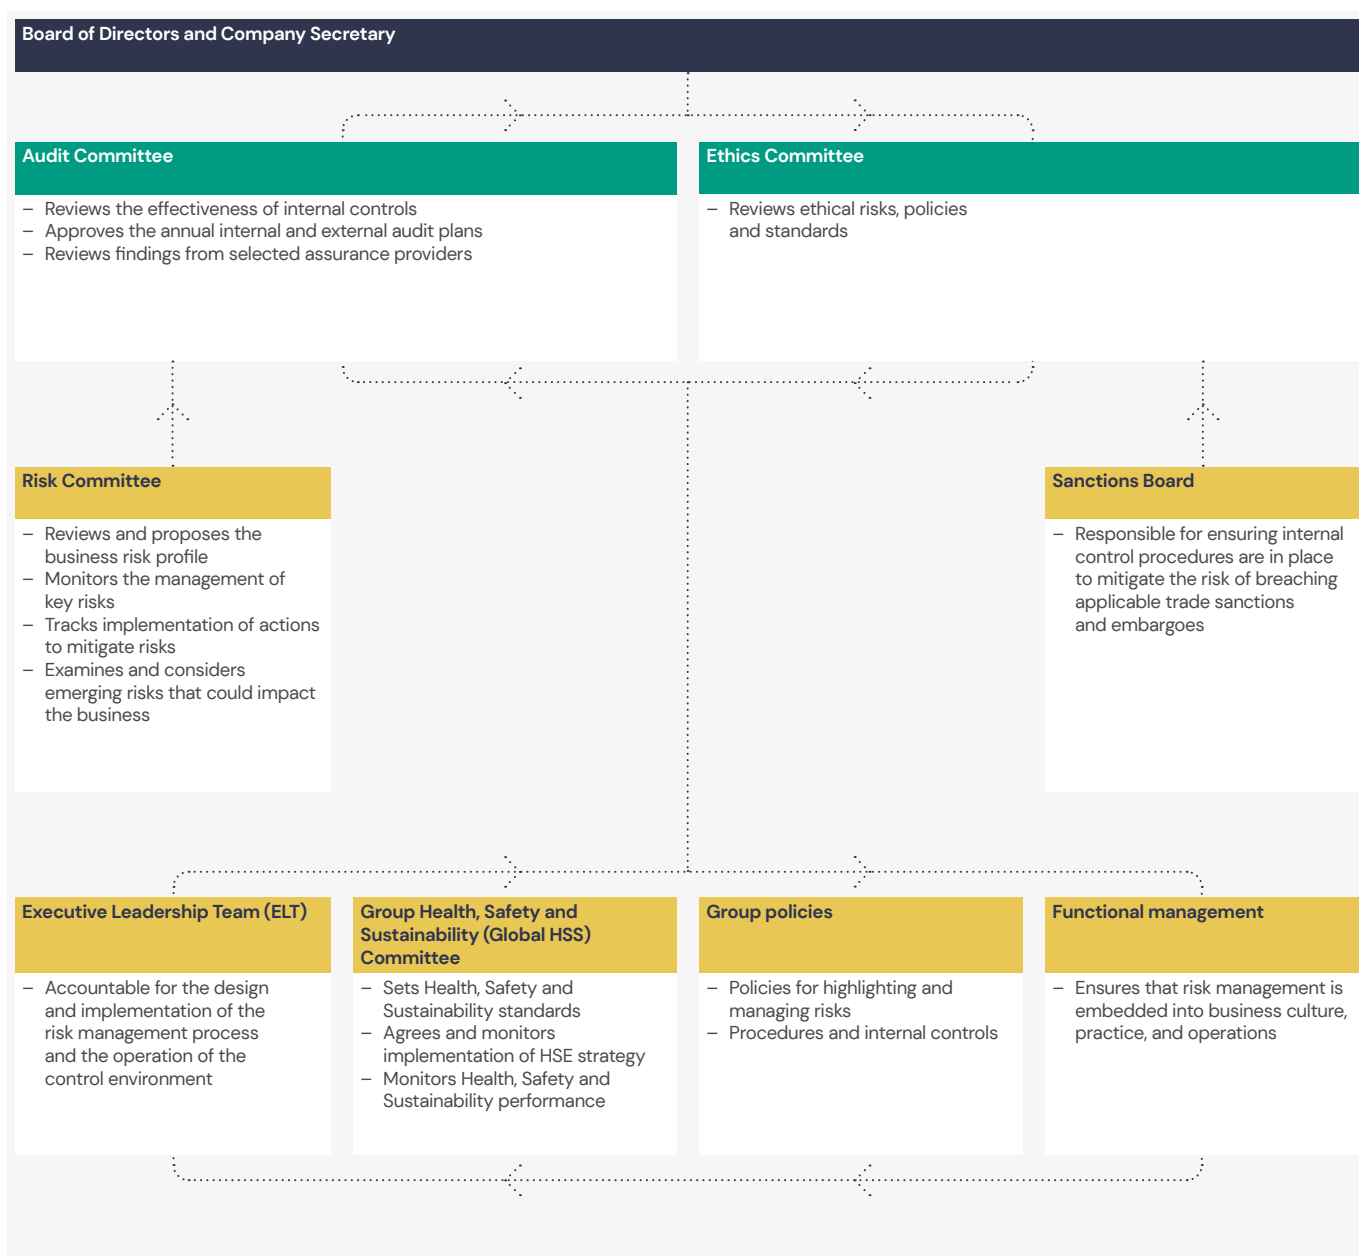 Board of Directors and Company Secretary
Audit Committee
– Reviews the effectiveness of internal controls
– Approves the annual internal and external audit plans
– Reviews findings from selected assurance providers
Ethics Committee
– Reviews ethical risks, policies
and standards
Risk Committee
– Reviews and proposes the
business risk profile
– Monitors the management of
key risks
– Tracks implementation of actions
to mitigate risks
– Examines and considers
emerging risks that could impact
the business
Sanctions Board
– Responsible for ensuring internal
control procedures are in place
to mitigate the risk of breaching
applicable trade sanctions
and embargoes
Executive Leadership Team (ELT)
– Accountable for the design
and implementation of the
risk management process
and the operation of the
control environment
Group Health, Safety and
Sustainability (Global HSS)
Committee
– Sets Health, Safety and
Sustainability standards
– Agrees and monitors
implementation of HSE strategy
– Monitors Health, Safety and
Sustainability performance
Group policies
– Policies for highlighting and
managing risks
– Procedures and internal controls
Functional management
– Ensures that risk management is
embedded into business culture,
practice, and operations